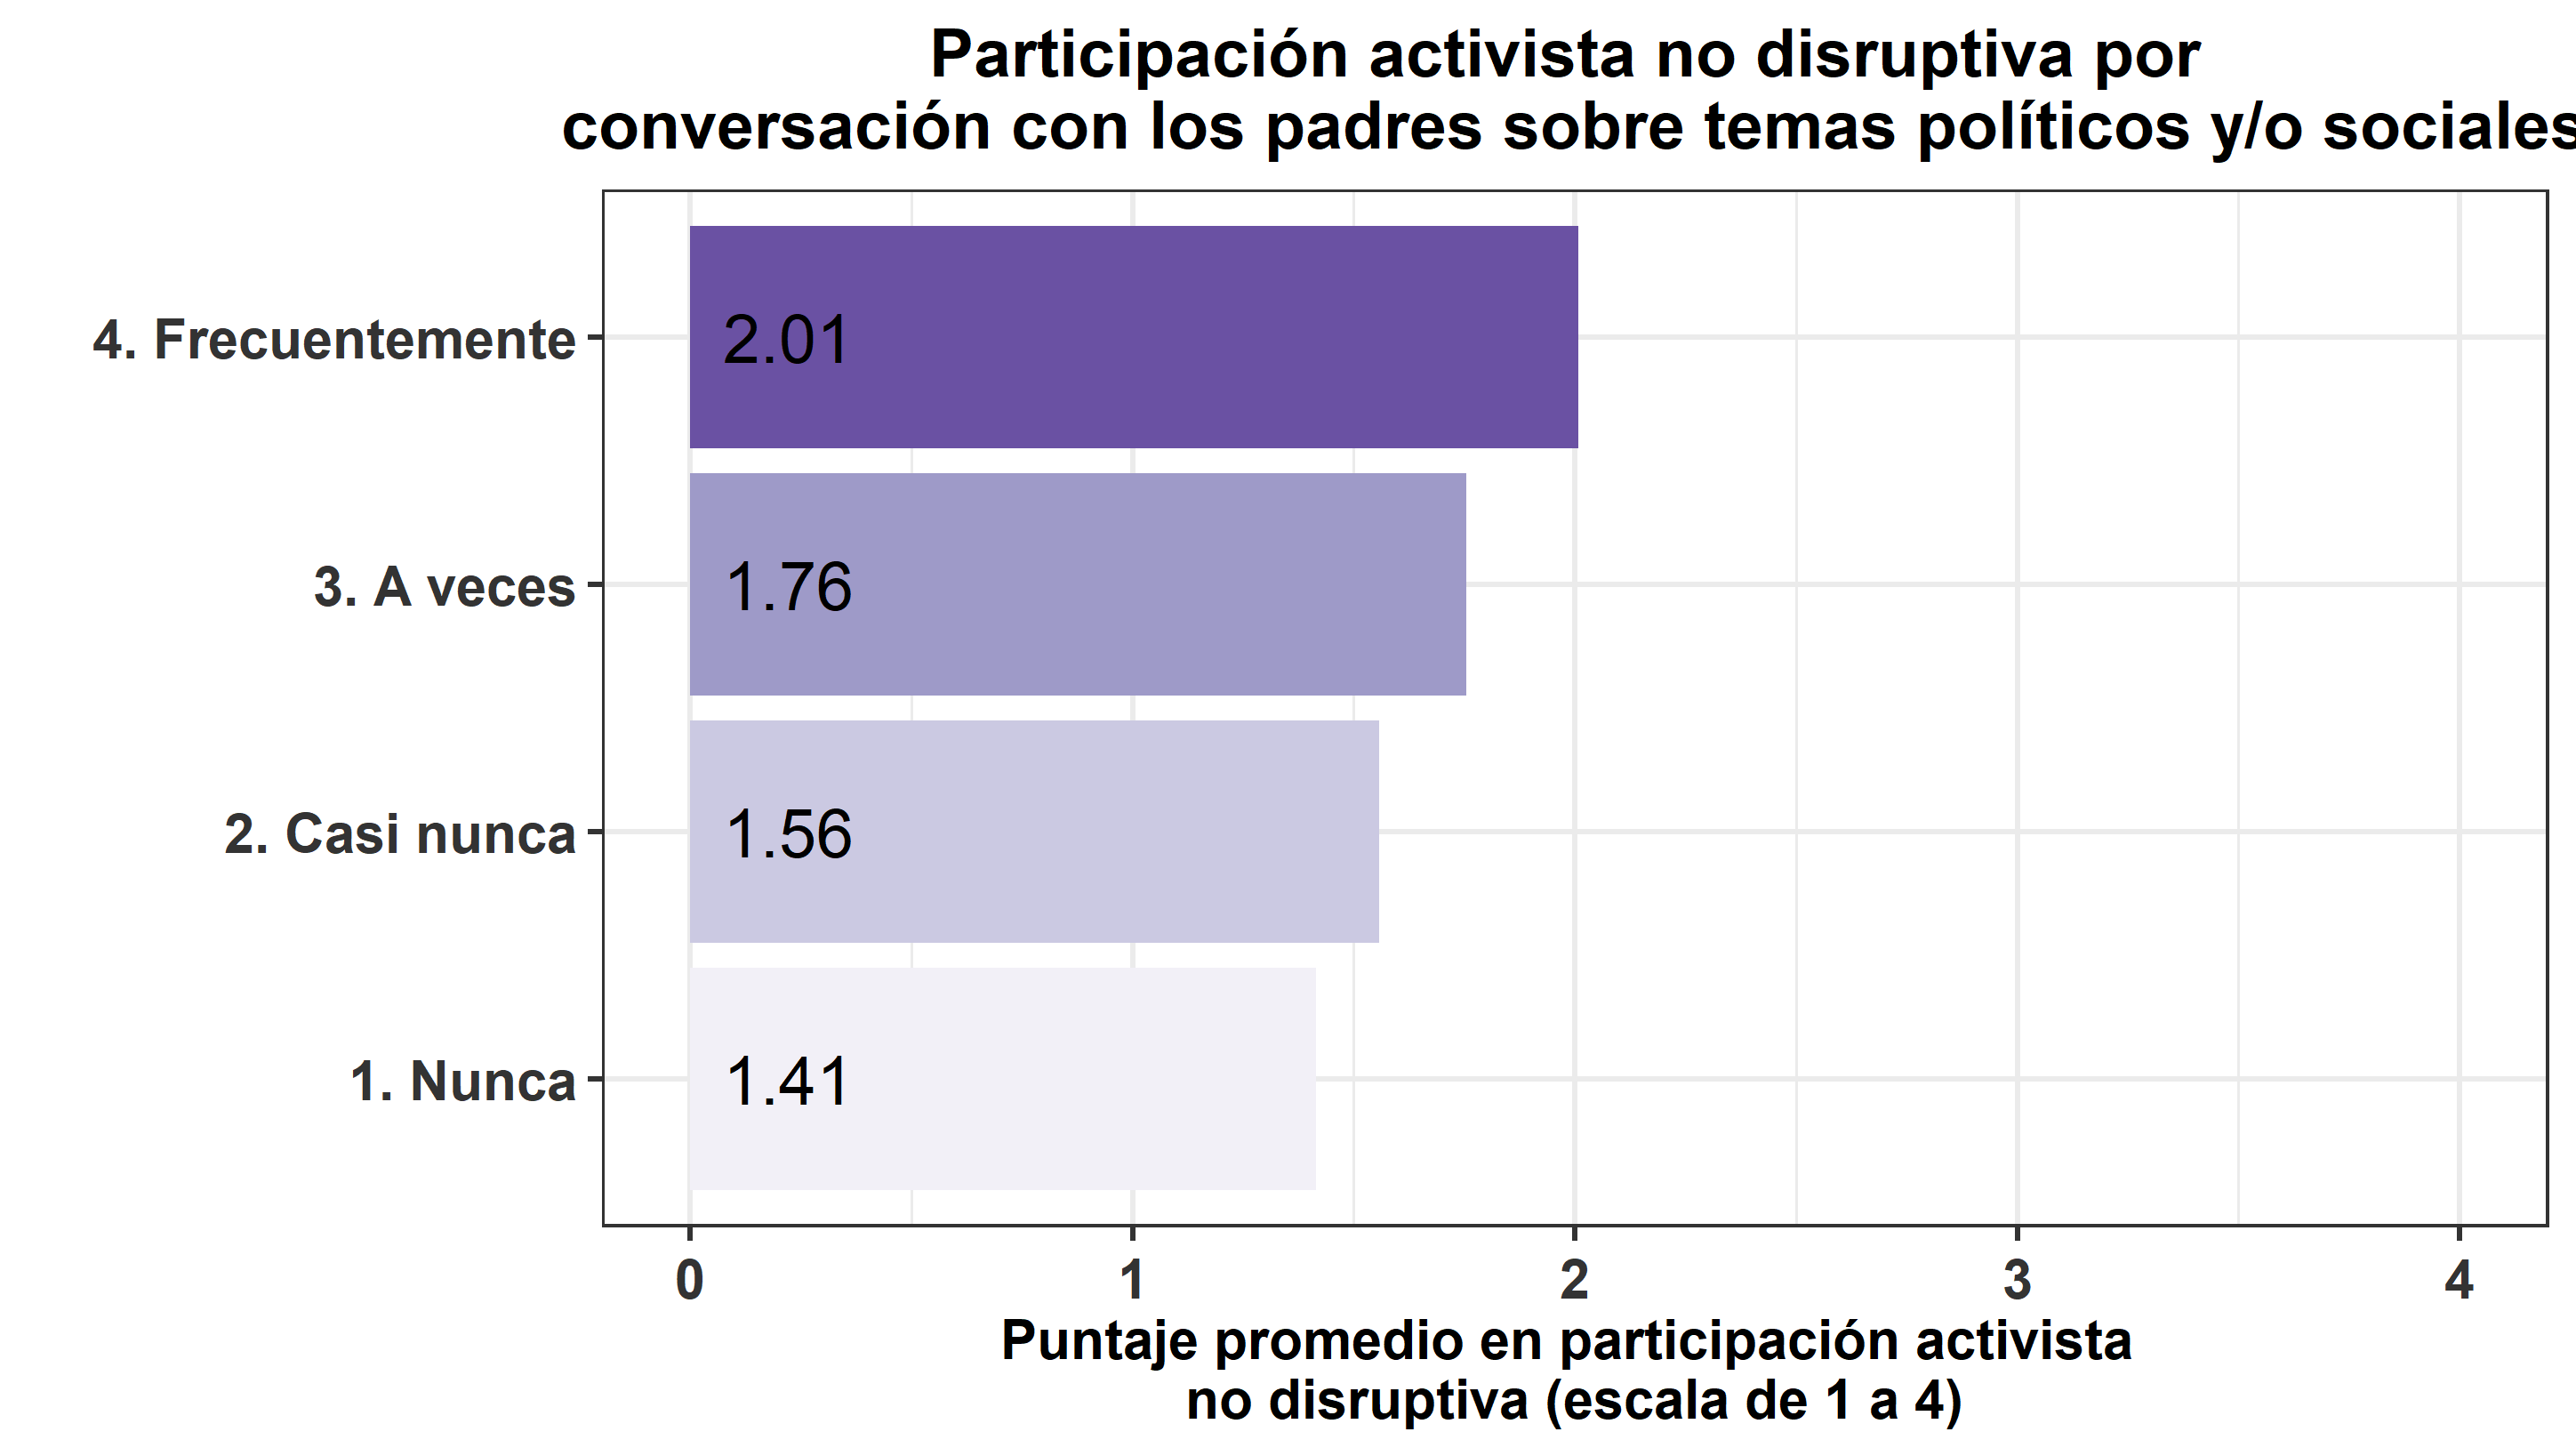 Participación activista no disruptiva por
conversación con los padres sobre temas políticos y/o sociales
4. Frecuentemente
2.01
3. A veces
1.76
2. Casi nunca
1.56
1. Nunca
1.41
0 1 2 3 4
Puntaje promedio en participación activista
no disruptiva (escala de 1 a 4)